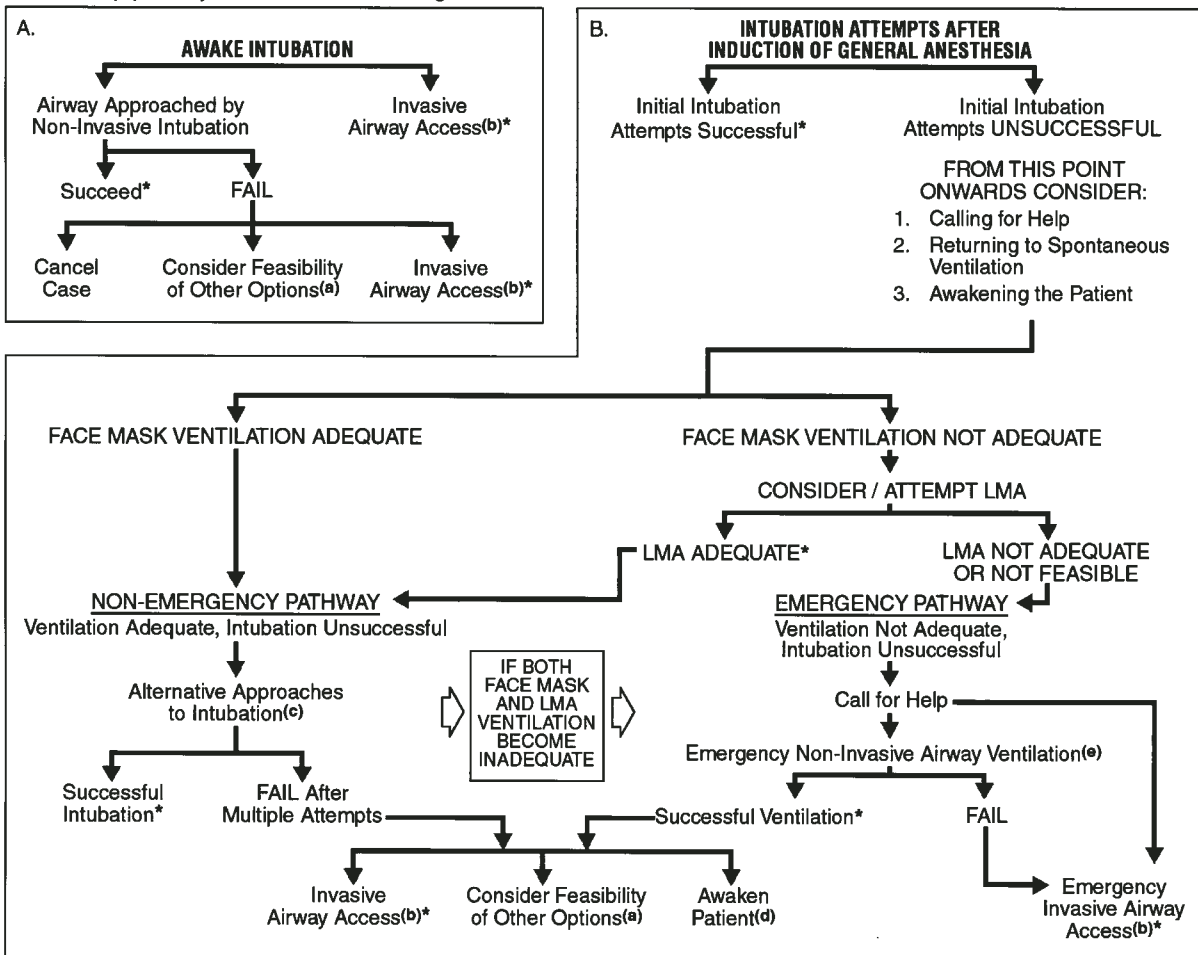 A.
AWAKE INTUBATION
Airway Approached by
Non-Invasive Intubation
Invasive
Airway Access(b)*
Succeed*
FAIL
Cancel
Case
Consider Feasibility
of Other Options(a)
Invasive
Airway Access(b)*
B.
INTUBATION ATTEMPTS AFTER
INDUCTION OF GENERAL ANESTHESIA
Initial Intubation
Attempts Successful*
Initial Intubation
Attempts UNSUCCESSFUL
FROM THIS POINT
ONWARDS CONSIDER:
1. Calling for Help
2. Returning to Spontaneous
Ventilation
3. Awakening the Patient
FACE MASK VENTILATION ADEQUATE
FACE MASK VENTILATION NOT ADEQUATE
CONSIDER / ATTEMPT LMA
LMA ADEQUATE*
LMA NOT ADEQUATE
OR NOT FEASIBLE
NON-EMERGENCY PATHWAY
Ventilation Adequate, Intubation Unsuccessful
EMERGENCY PATHWAY
Ventilation Not Adequate,
Intubation Unsuccessful
Alternative Approaches
to Intubation(c)
IF BOTH
FACE MASK
AND LMA
VENTILATION
BECOME
INADEQUATE
Call for Help
Emergency Non-Invasive Airway Ventilation(e)
Successful
Intubation*
FAIL After
Multiple Attempts
Successful Ventilation*
FAIL
Invasive
Airway Access(b)*
Consider Feasibility
of Other Options(a)
Awaken
Patient(d)
Emergency
Invasive Airway
Access(b)*